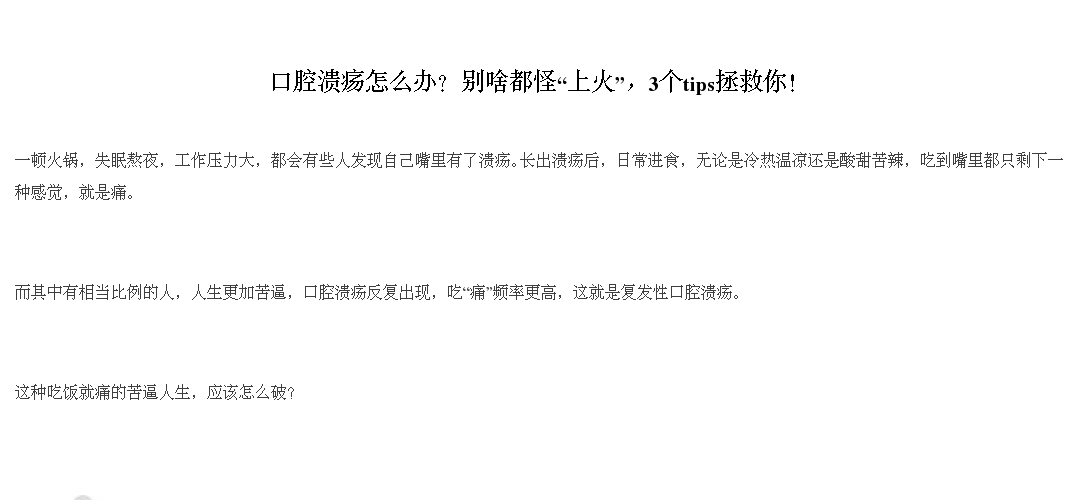 口腔溃疡怎么办？别啥都怪“上火”，3个tips拯救你！
一顿火锅，失眠熬夜，工作压力大，都会有些人发现自己嘴里有了溃疡。长出溃疡后，日常进食，无论是冷热温凉还是酸甜苦辣，吃到嘴里都只剩下一
种感觉，就是痛。
而其中有相当比例的人，人生更加苦逼，口腔溃疡反复出现，吃“痛”频率更高，这就是复发性口腔溃疡。
这种吃饭就痛的苦逼人生，应该怎么破？